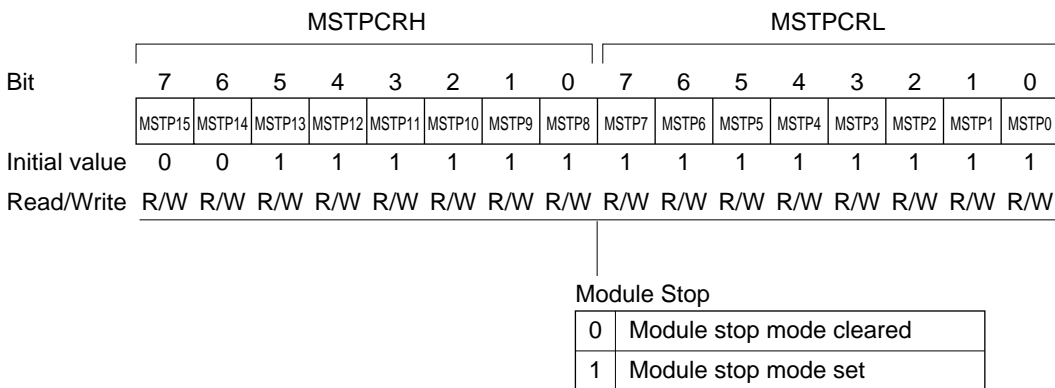 MSTPCRH MSTPCRL
Bit 7 6 5 4 3 2 1 0 7 6 5 4 3 2 1 0
MSTP15 MSTP14 MSTP13 MSTP12 MSTP11 MSTP10 MSTP9 MSTP8 MSTP7 MSTP6 MSTP5 MSTP4 MSTP3 MSTP2 MSTP1 MSTP0
Initial value 0 0 1 1 1 1 1 1 1 1 1 1 1 1 1 1
Read/Write R/W R/W R/W R/W R/W R/W R/W R/W R/W R/W R/W R/W R/W R/W R/W R/W
Module Stop
0 Module stop mode cleared
1 Module stop mode set